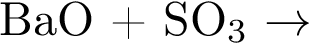 BaO + SO₃ →